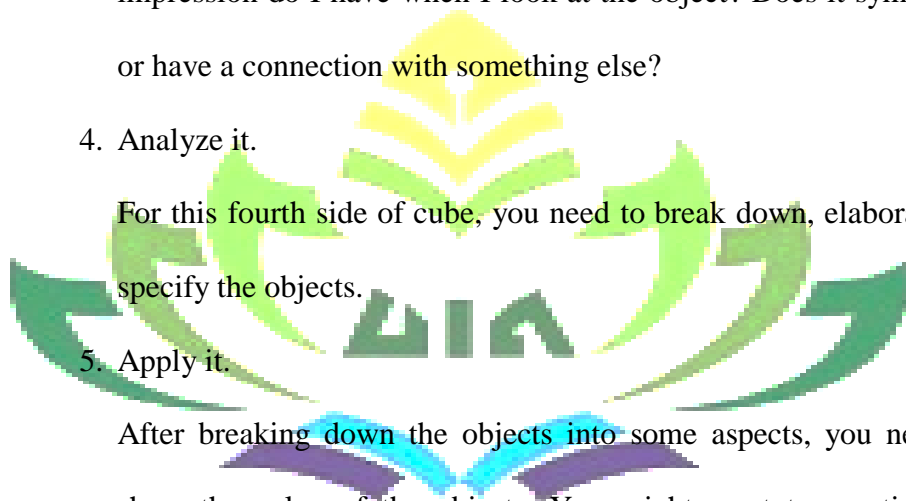 impression do I have when I look at the object? Does it sym
or have a connection with something else?
4. Analyze it.
For this fourth side of cube, you need to break down, elabora
specify the objects.
5. Apply it.
After breaking down the objects into some aspects, you ne